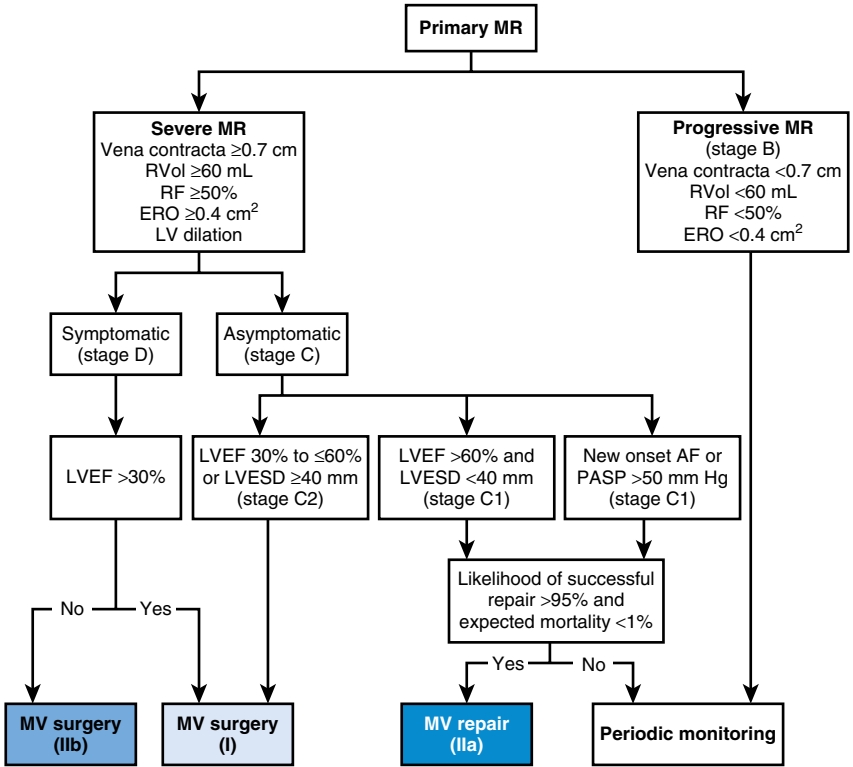 Primary MR
Severe MR
Vena contracta ≥0.7 cm
RVol ≥60 mL
RF ≥50%
ERO ≥0.4 cm²
LV dilation
Progressive MR
(stage B)
Vena contracta <0.7 cm
RVol <60 mL
RF <50%
ERO <0.4 cm²
Symptomatic
(stage D)
Asymptomatic
(stage C)
LVEF >30%
LVEF 30% to ≤60%
or LVESD ≥40 mm
(stage C2)
LVEF >60% and
LVESD <40 mm
(stage C1)
New onset AF or
PASP >50 mm Hg
(stage C1)
Likelihood of successful
repair >95% and
expected mortality <1%
No
Yes
Yes
No
MV surgery
(IIb)
MV surgery
(I)
MV repair
(IIa)
Periodic monitoring